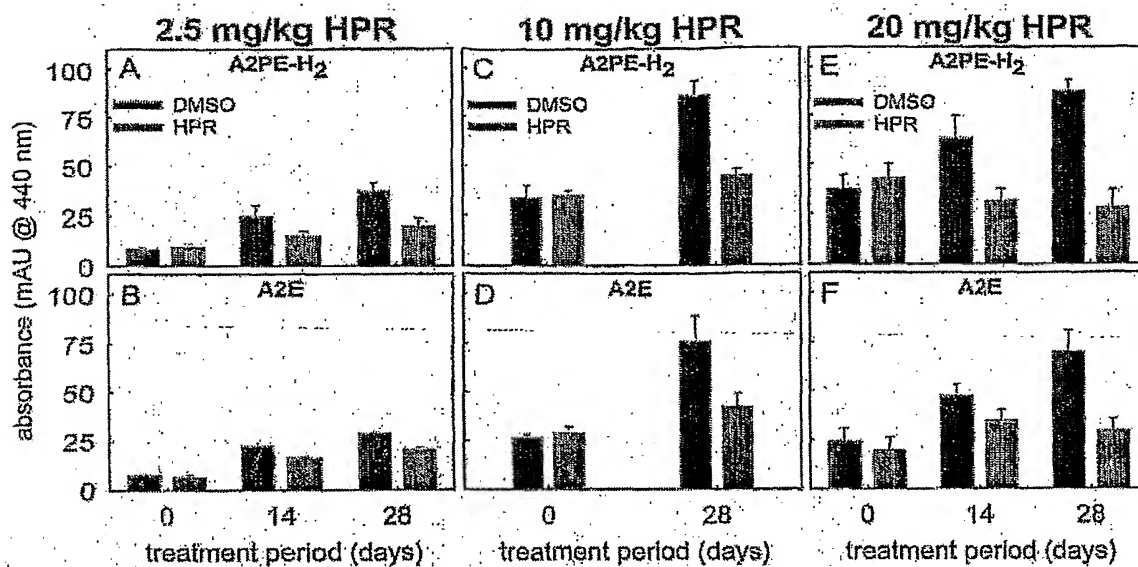 2.5 mg/kg HPR
10 mg/kg HPR
20 mg/kg HPR
A
A2PE-H2
DMSO
HPR
C
A2PE-H2
DMSO
HPR
E
A2PE-H2
DMSO
HPR
100
75
50
25
0
B
A2E
D
A2E
F
A2E
100
75
50
25
0
absorbance (mAU @ 440 nm)
0 14 28
0 28
0 14 28
treatment period (days)
treatment period (days)
treatment period (days)